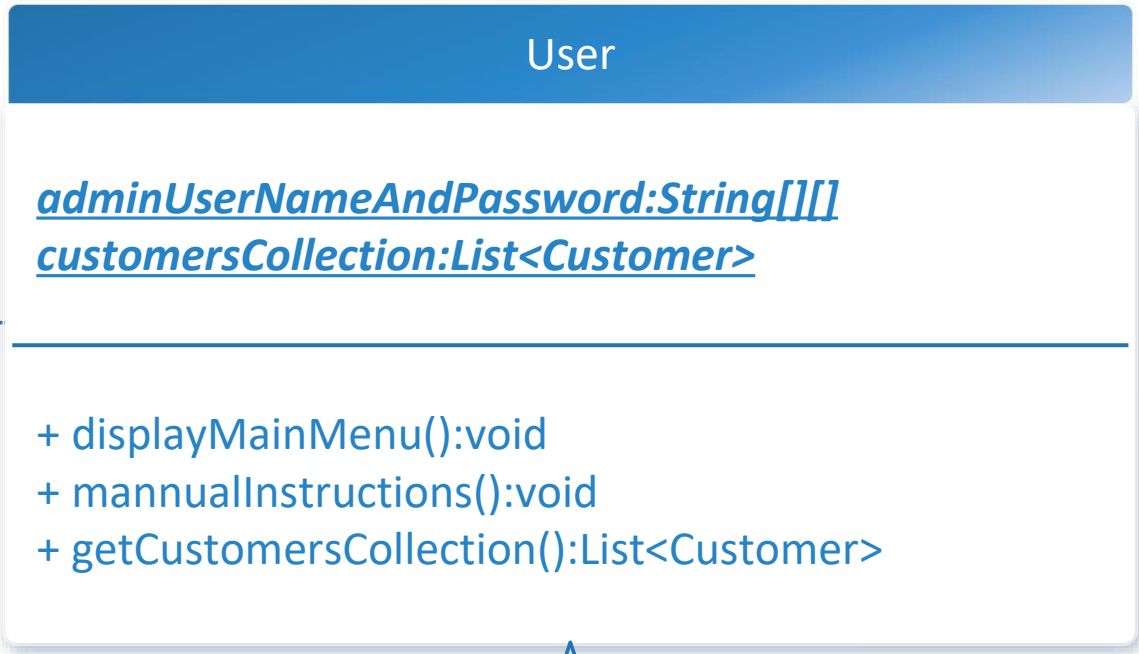 User
adminUserNameAndPassword:String[][]
customersCollection:List<Customer>
+ displayMainMenu():void
+ mannualInstructions():void
+ getCustomersCollection():List<Customer>